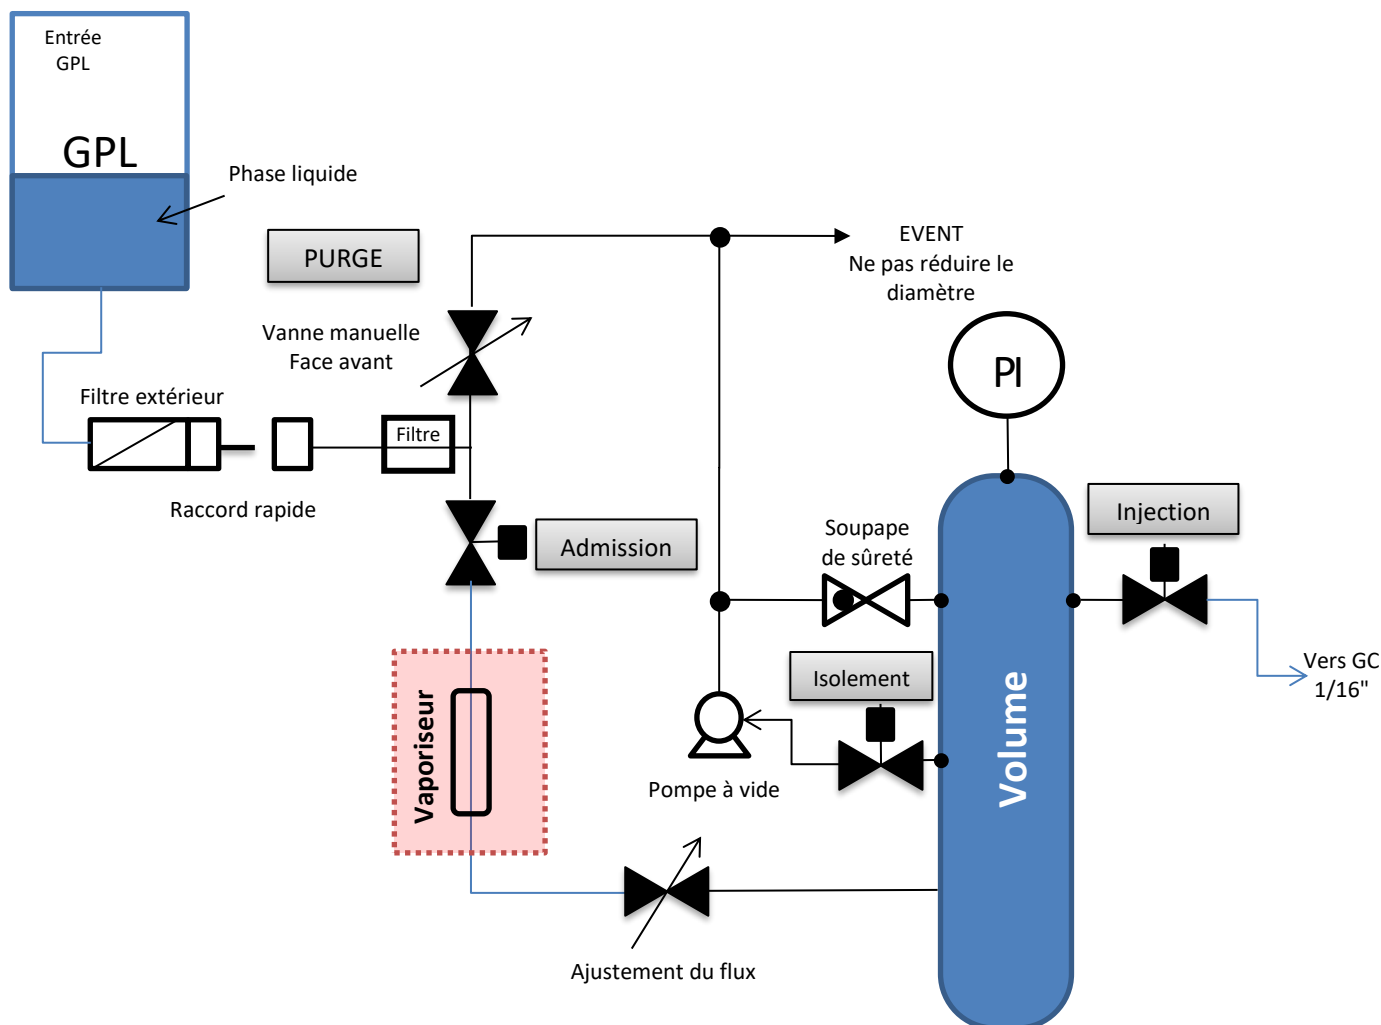 Entrée
GPL
GPL
Phase liquide
PURGE
EVENT
Ne pas réduire le
diamètre
Vanne manuelle
Face avant
PI
Filtre extérieur
Filtre
Raccord rapide
Admission
Soupape
de sûreté
Injection
Isolement
Vers GC
1/16"
Vaporiseur
Volume
Pompe à vide
Ajustement du flux